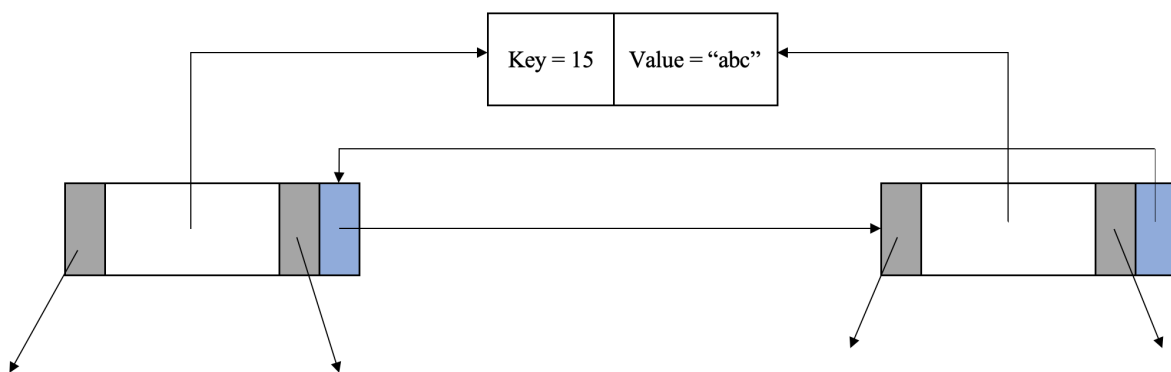 Key = 15
Value = “abc”